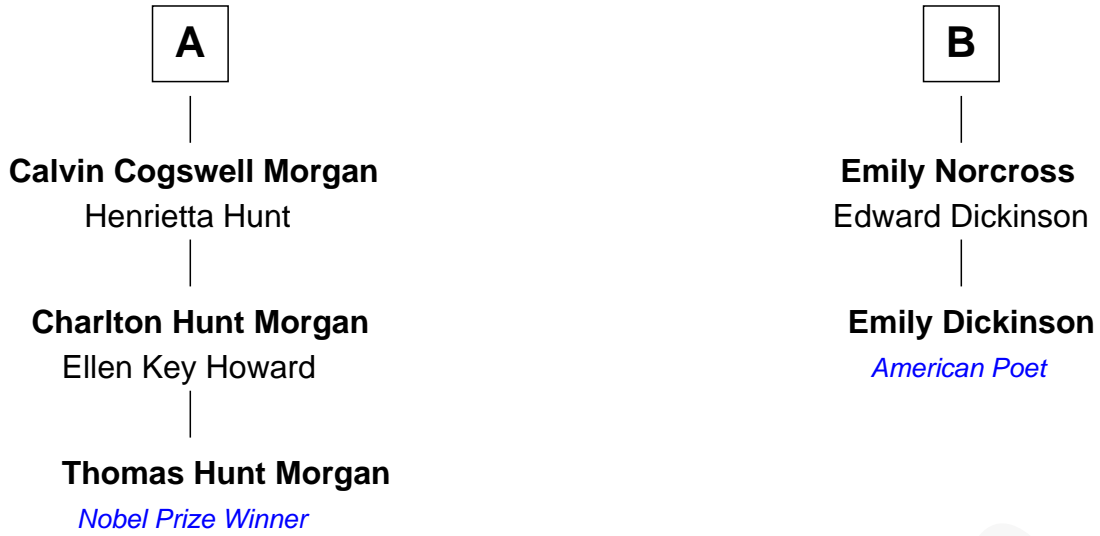 A
Calvin Cogswell Morgan
Henrietta Hunt
Charlton Hunt Morgan
Ellen Key Howard
Thomas Hunt Morgan
Nobel Prize Winner
B
Emily Norcross
Edward Dickinson
Emily Dickinson
American Poet